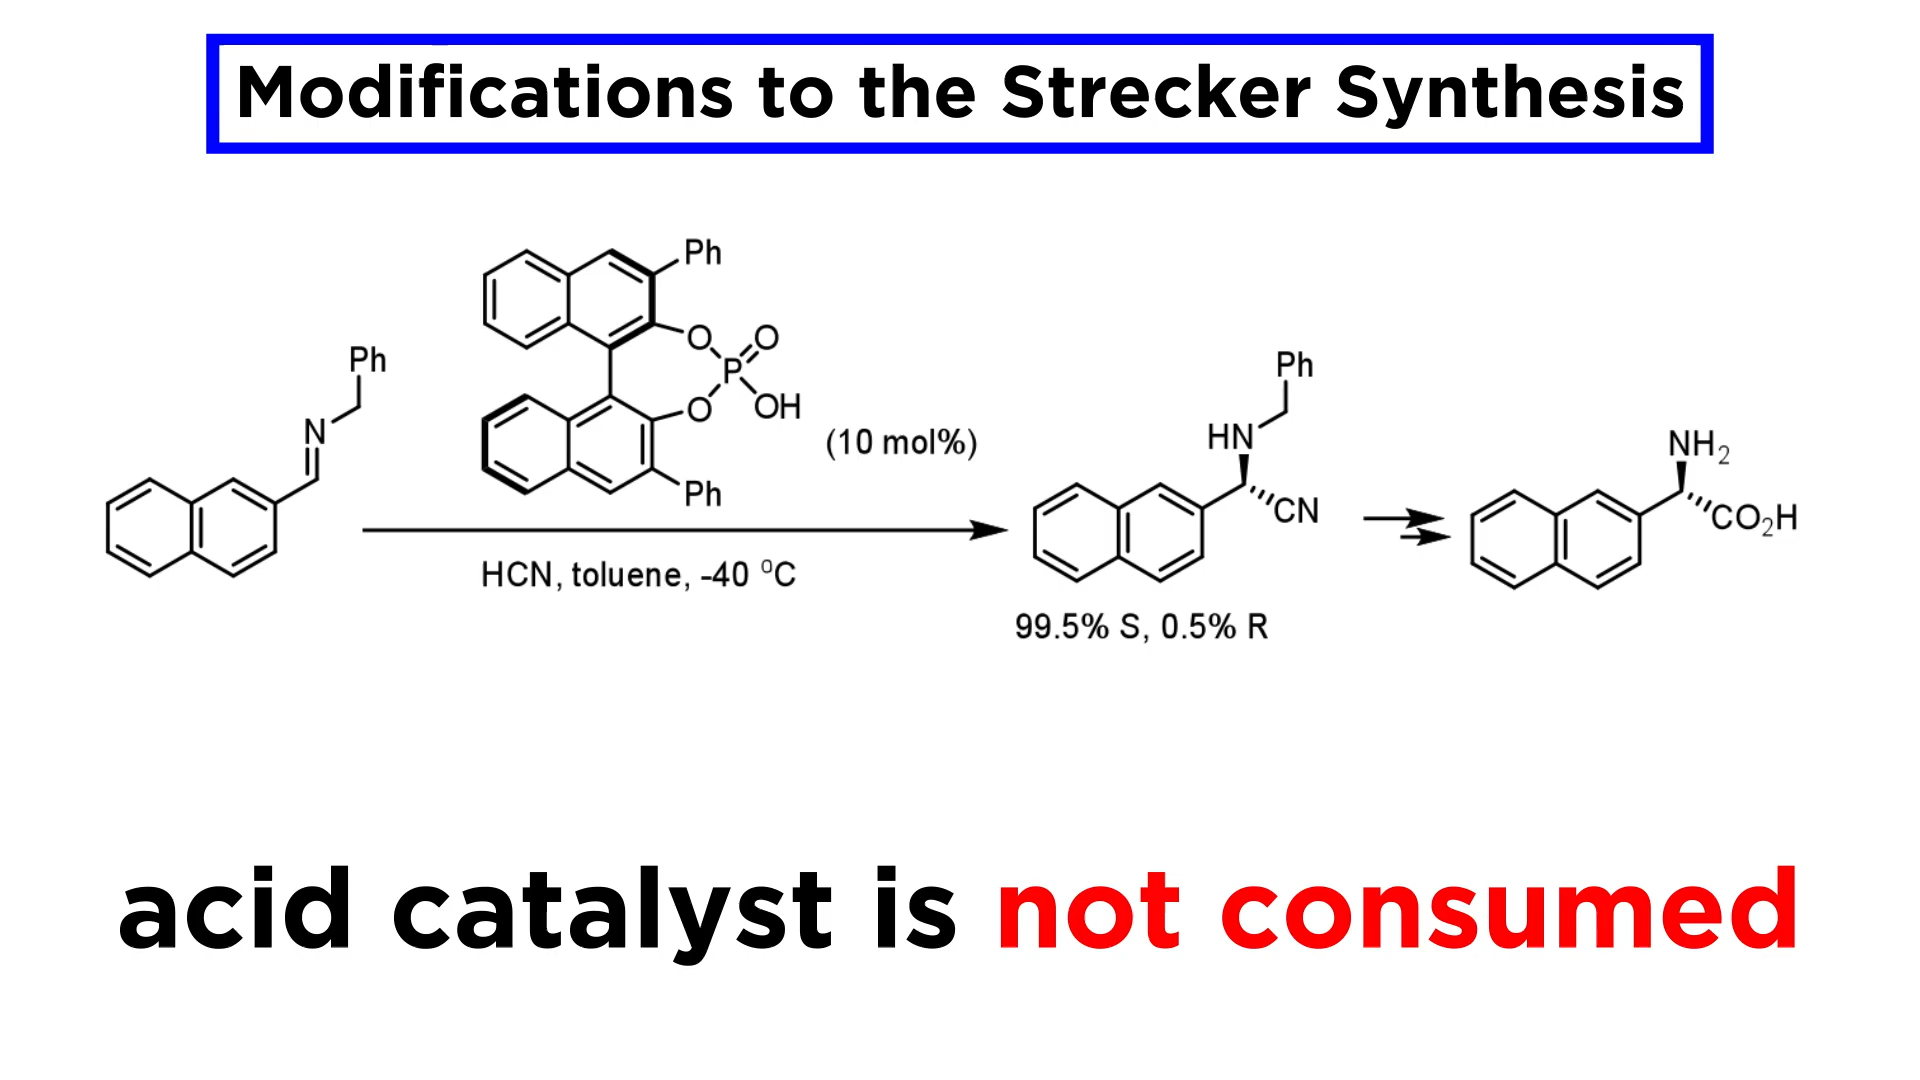 Modifications to the Strecker Synthesis
Ph
N
Ph
O
O
P
OH
O
Ph
(10 mol%)
HCN, toluene, -40 ⁰C
Ph
HN
CN
99.5% S, 0.5% R
NH₂
CO₂H
acid catalyst is not consumed